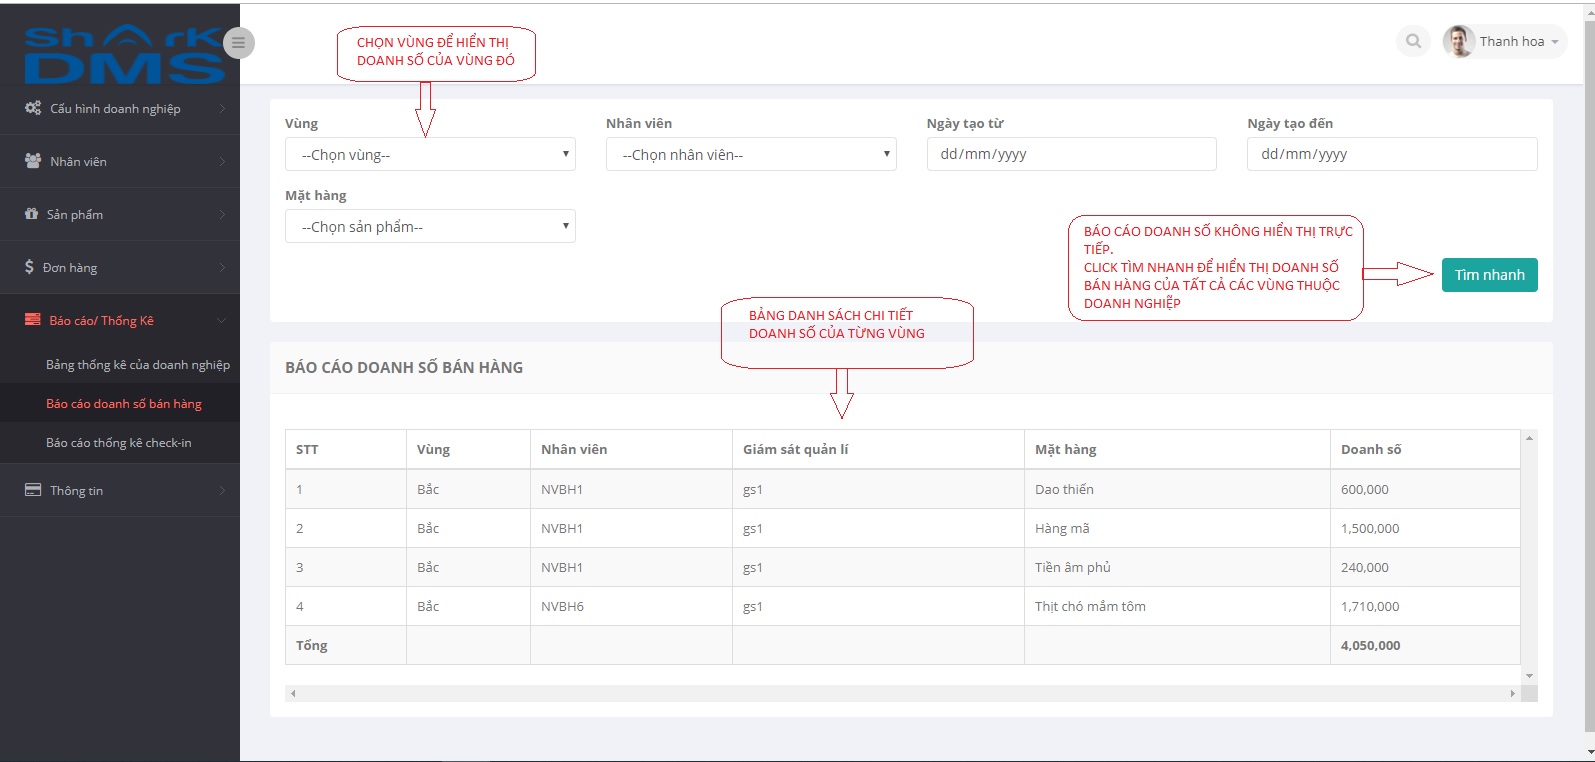 Shark
DMS
Cấu hình doanh nghiệp
Nhân viên
Sản phẩm
Đơn hàng
Báo cáo/ Thống Kê
Bảng thống kê của doanh nghiệp
Báo cáo doanh số bán hàng
Báo cáo thống kê check-in
Thông tin
CHỌN VÙNG ĐỂ HIỂN THỊ
DOANH SỐ CỦA VÙNG ĐÓ
Thanh hoa
Vùng Nhân viên Ngày tạo từ Ngày tạo đến
--Chọn vùng-- --Chọn nhân viên-- dd/mm/yyyy dd/mm/yyyy
Mặt hàng
--Chọn sản phẩm--
BÁO CÁO DOANH SỐ KHÔNG HIỂN THỊ TRỰC
TIẾP.
CLICK TÌM NHANH ĐỂ HIỂN THỊ DOANH SỐ
BÁN HÀNG CỦA TẤT CẢ CÁC VÙNG THUỘC
DOANH NGHIỆP
Tìm nhanh
BẢNG DANH SÁCH CHI TIẾT
DOANH SỐ CỦA TỪNG VÙNG
BÁO CÁO DOANH SỐ BÁN HÀNG
STT Vùng Nhân viên Giám sát quản lí Mặt hàng Doanh số
1 Bắc NVBH1 gs1 Dao thiến 600,000
2 Bắc NVBH1 gs1 Hàng mã 1,500,000
3 Bắc NVBH1 gs1 Tiền âm phủ 240,000
4 Bắc NVBH6 gs1 Thịt chó mắm tôm 1,710,000
Tổng 4,050,000